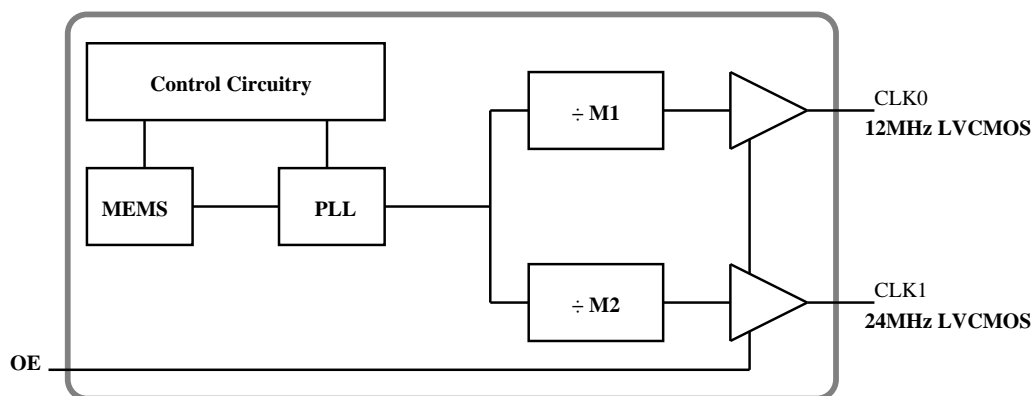 Control Circuitry
MEMS
PLL
÷ M1
÷ M2
CLK0
12MHz LVCMOS
CLK1
24MHz LVCMOS
OE